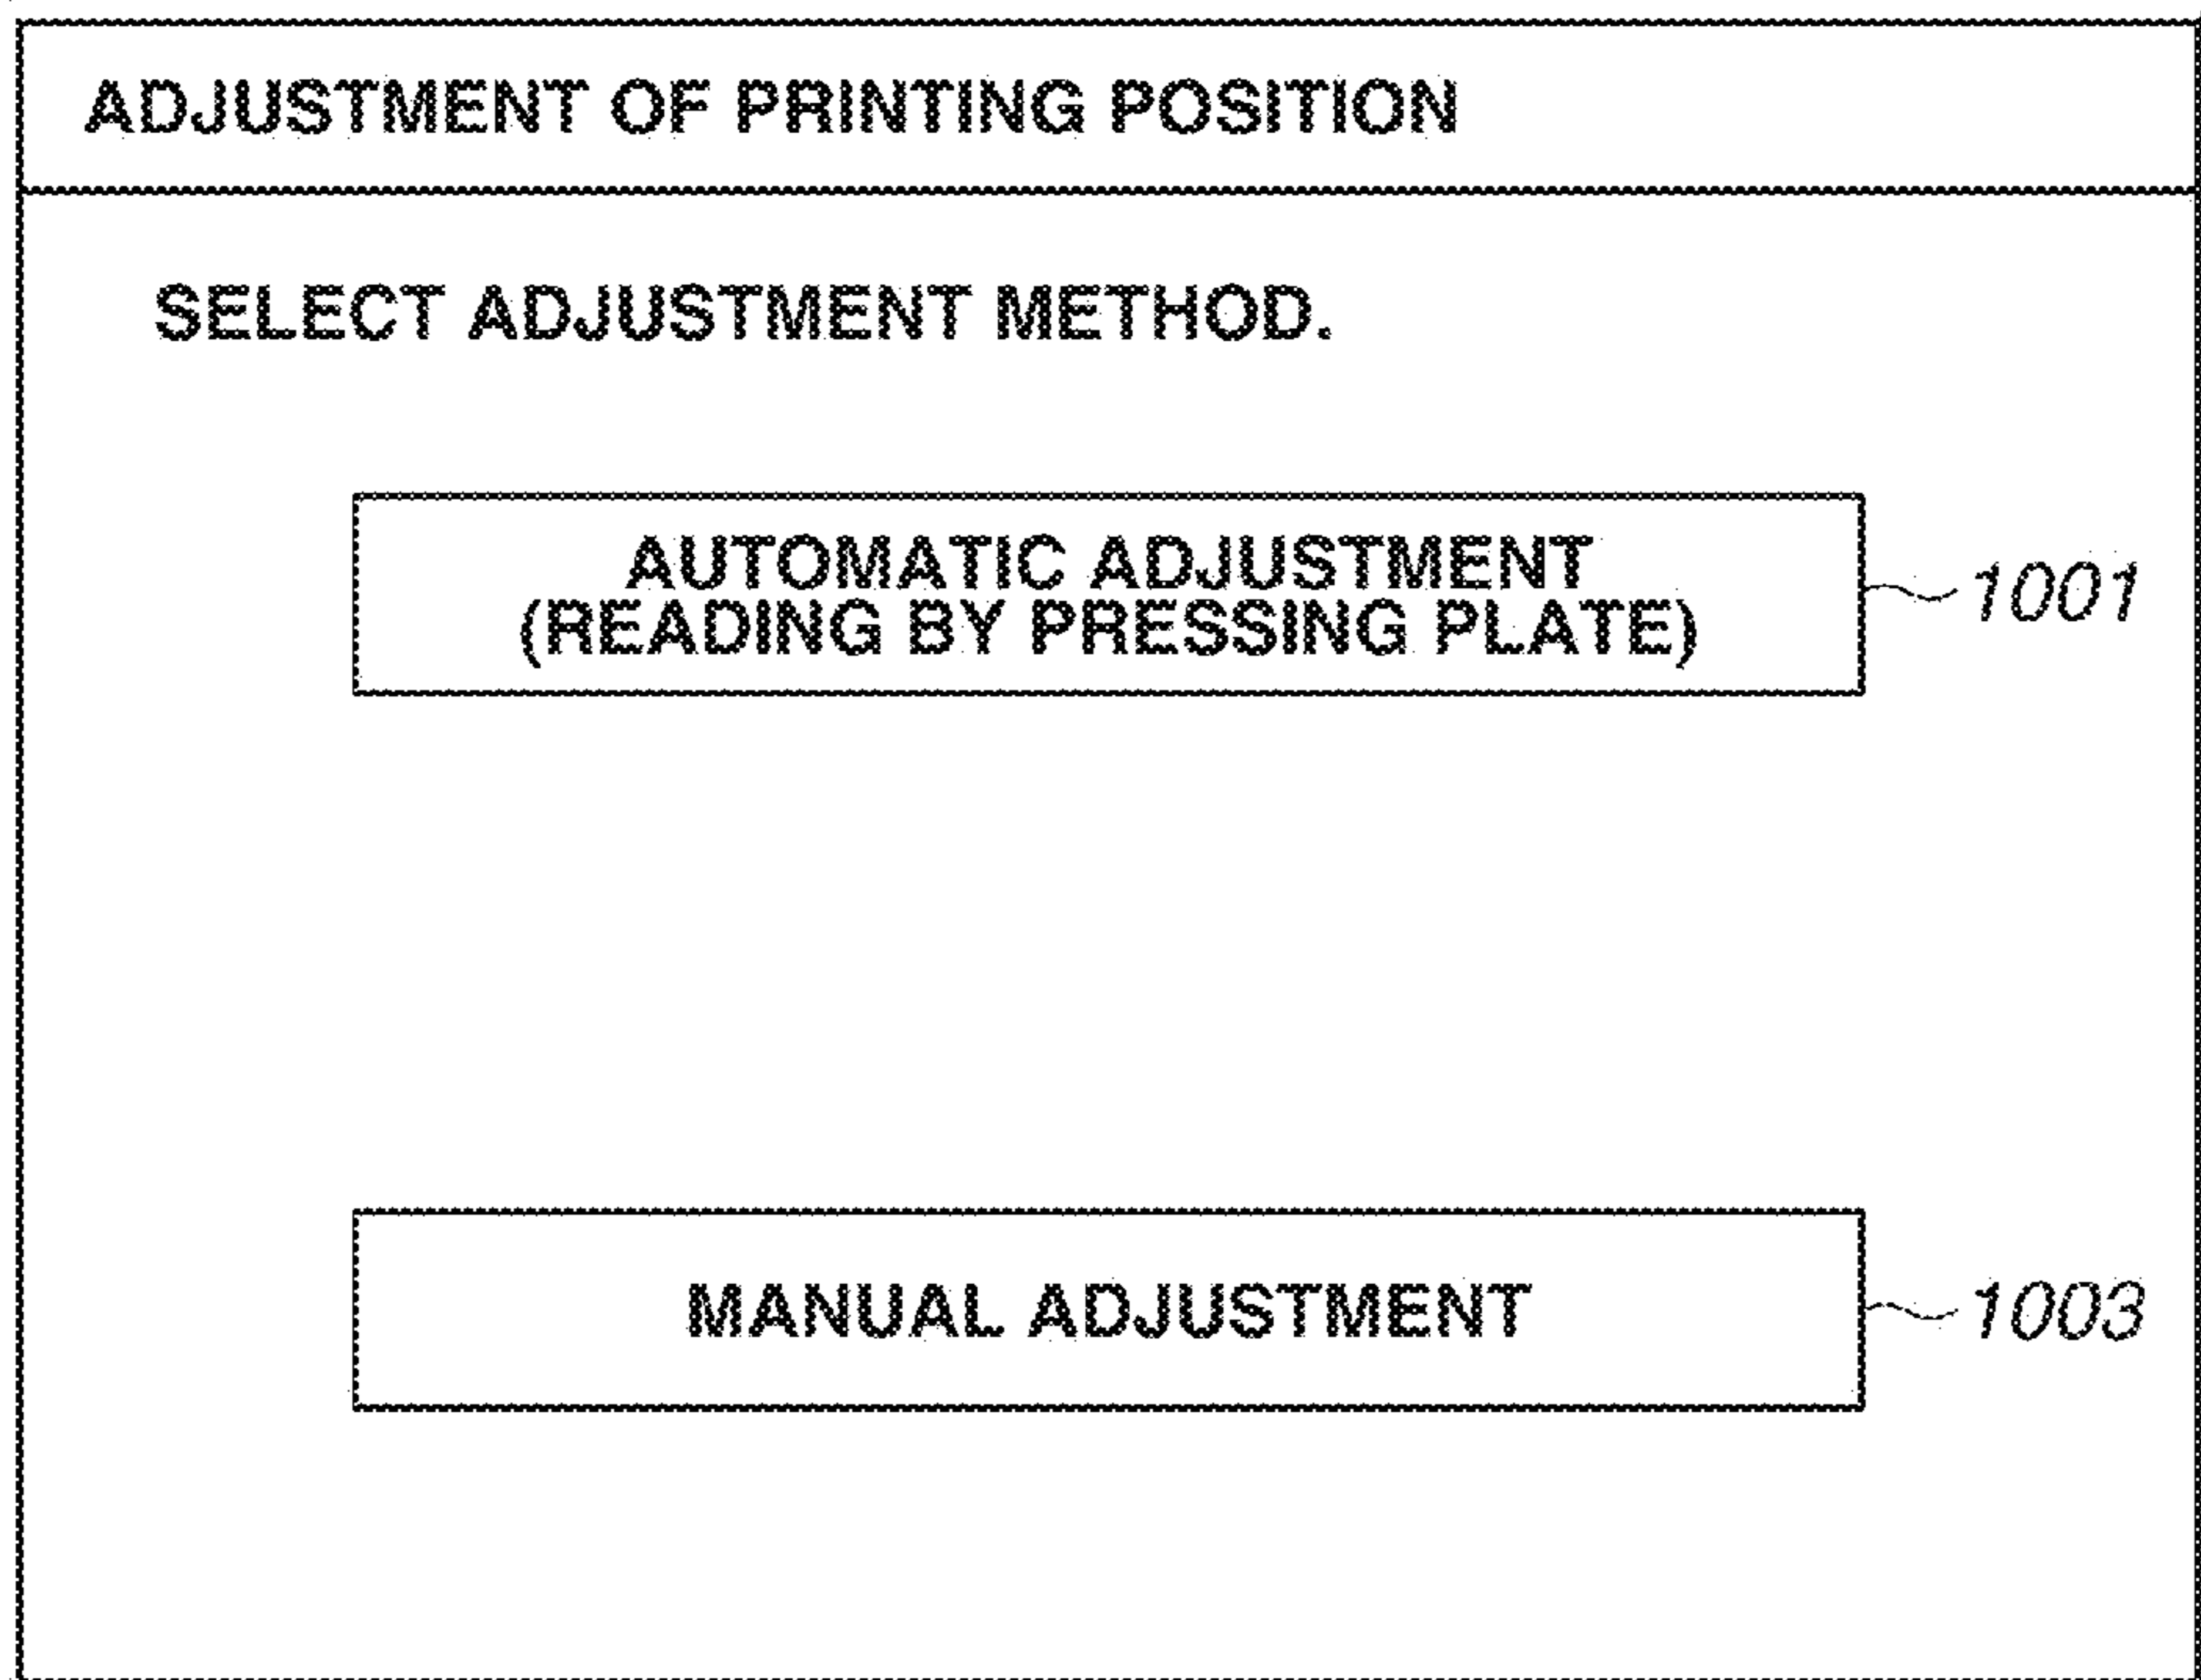 ADJUSTMENT OF PRINTING POSITION
SELECT ADJUSTMENT METHOD.
AUTOMATIC ADJUSTMENT
(READING BY PRESSING PLATE)
1001
MANUAL ADJUSTMENT
1003